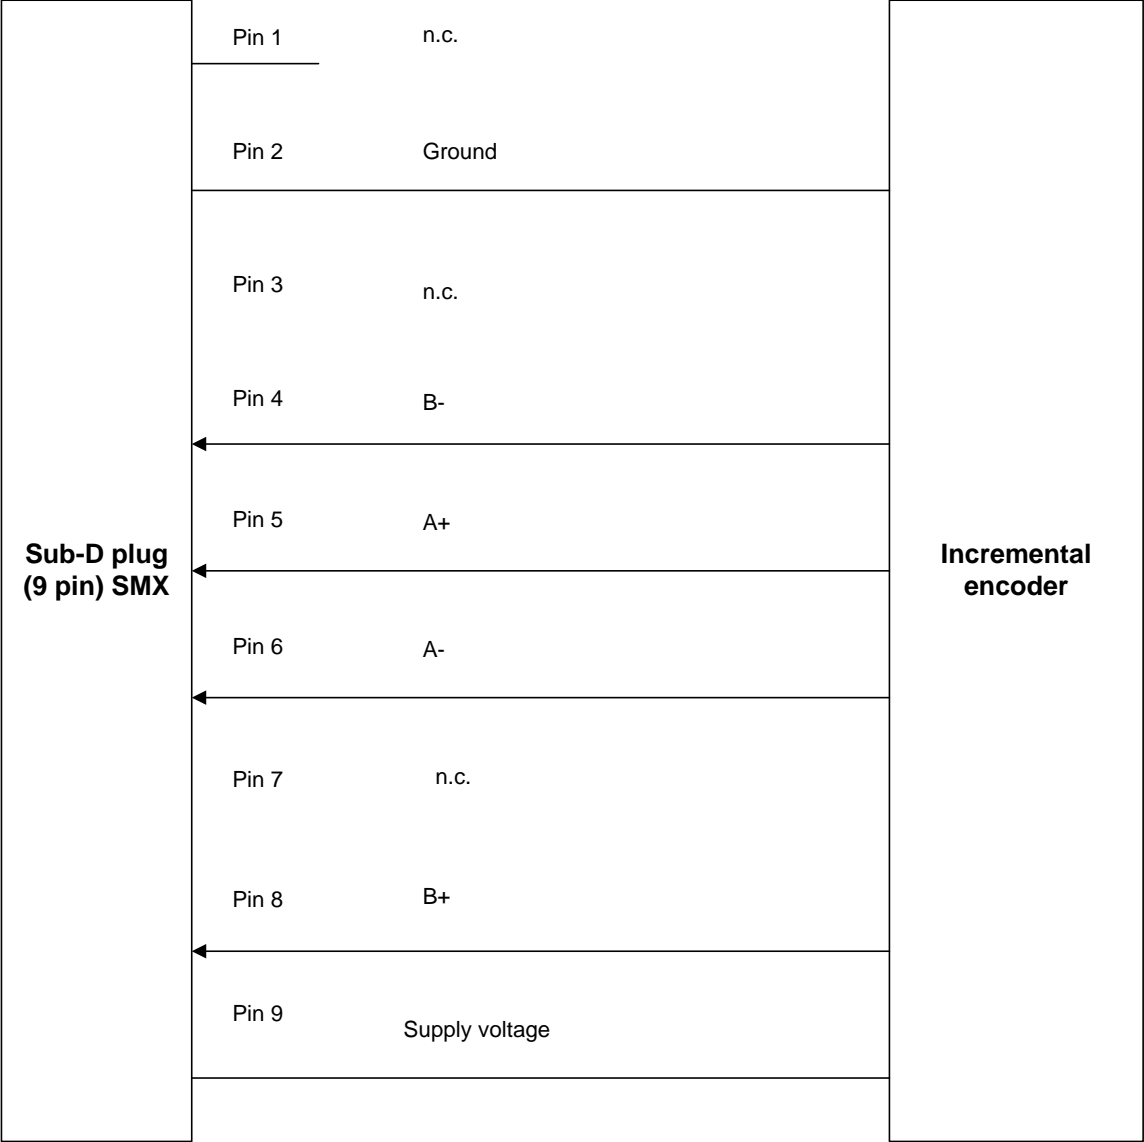 Pin 1 n.c.
Pin 2 Ground
Pin 3 n.c.
Pin 4 B-
Pin 5 A+
Sub-D plug
(9 pin) SMX
Incremental
encoder
Pin 6 A-
Pin 7 n.c.
Pin 8 B+
Pin 9 Supply voltage